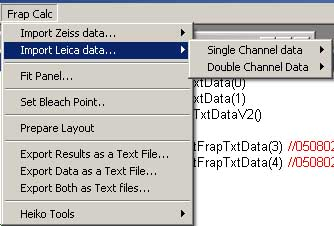 Frap Calc
Import Zeiss data...
Import Leica data...
Single Channel data
Double Channel Data
Fit Panel...
TxtData(0)
Set Bleach Point..
xtData(1)
TxtDataV2()
Prepare Layout
Export Results as a Text File...
tFrapTxtData(3) //050802
Export Data as a Text File...
tFrapTxtData(4) //050802
Export Both as Text files...
Heiko Tools